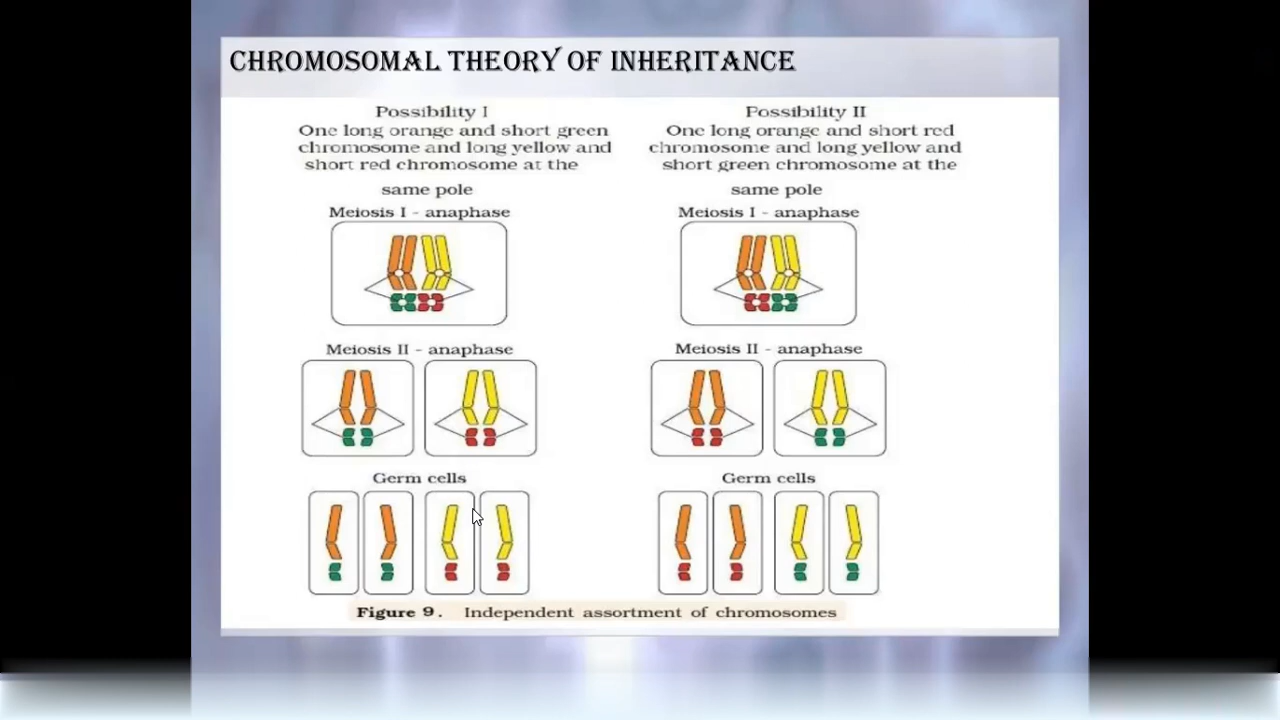 CHROMOSOMAL THEORY OF INHERITANCE
Possibility I
One long orange and short green
chromosome and long yellow and
short red chromosome at the
same pole
Meiosis I - anaphase
Meiosis II - anaphase
Germ cells
Possibility II
One long orange and short red
chromosome and long yellow and
short green chromosome at the
same pole
Meiosis I - anaphase
Meiosis II - anaphase
Germ cells
Figure 9. Independent assortment of chromosomes